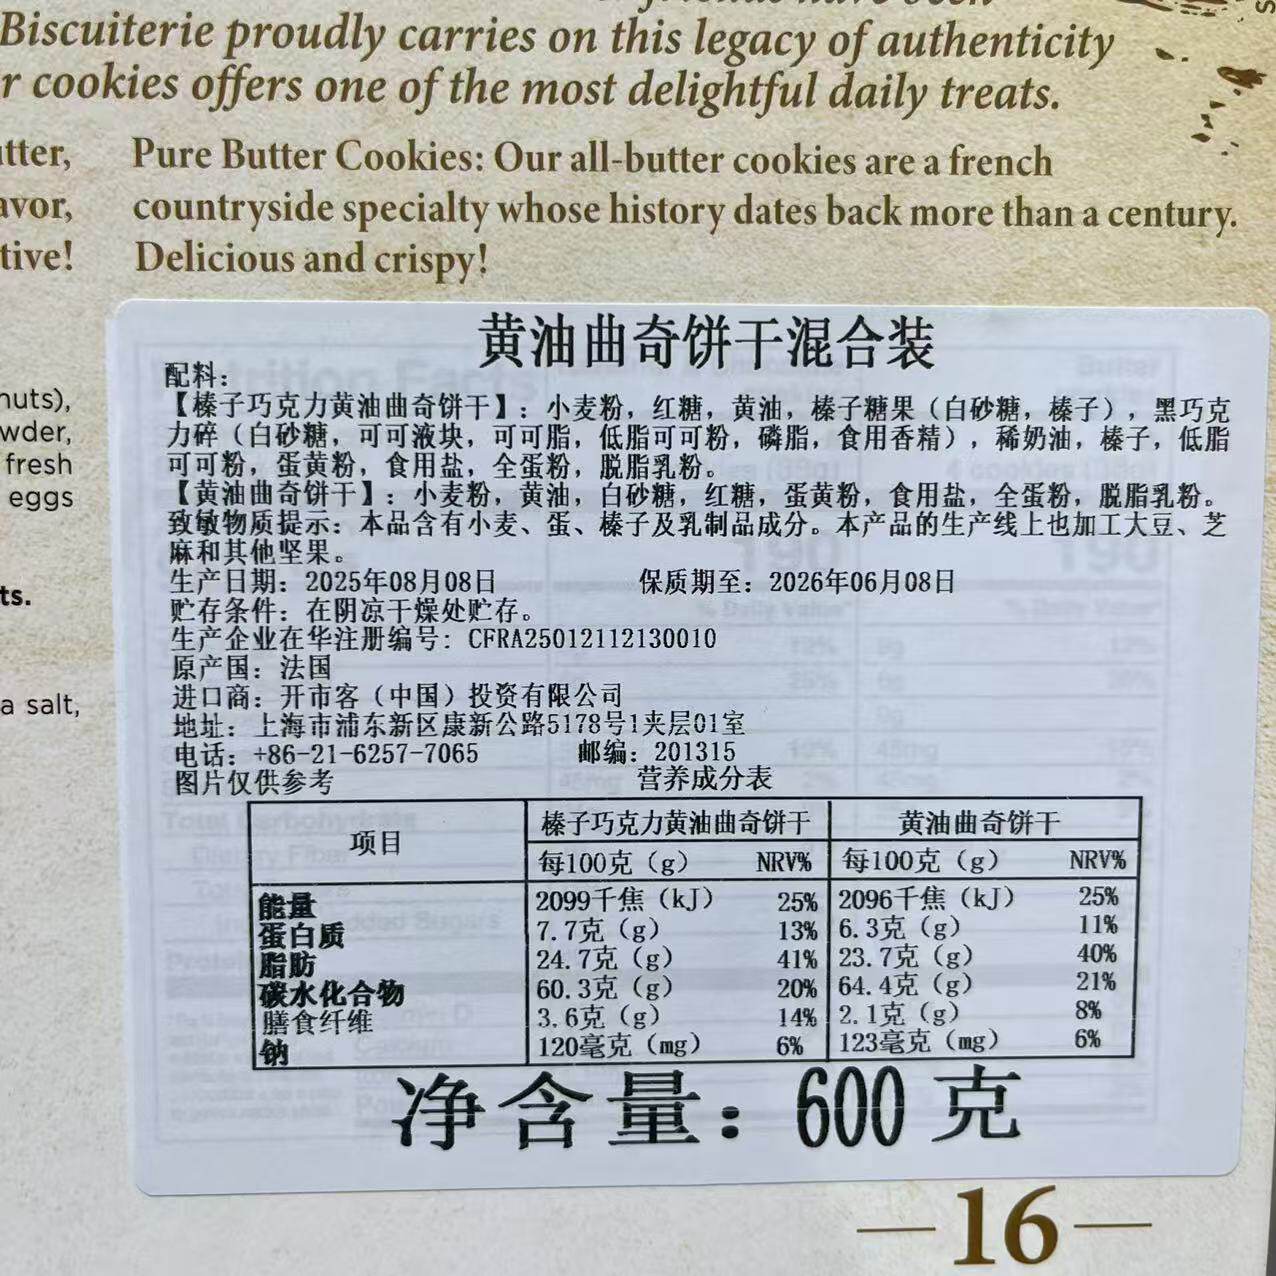 Biscuiterie proudly carries on this legacy of authenticity
r cookies offers one of the most delightful daily treats.
tter,
avor,
tive!
Pure Butter Cookies: Our all-butter cookies are a french
countryside specialty whose history dates back more than a century.
Delicious and crispy!
nuts),
wder,
fresh
eggs
ts.
a salt,
黄油曲奇饼干混合装
配料：
【榛子巧克力黄油曲奇饼干】：小麦粉，红糖，黄油，榛子糖果（白砂糖，榛子），黑巧克
力碎（白砂糖，可可液块，可可脂，低脂可可粉，磷脂，食用香精），稀奶油，榛子，低脂
可可粉，蛋黄粉，食用盐，全蛋粉，脱脂乳粉。
【黄油曲奇饼干】：小麦粉，黄油，白砂糖，红糖，蛋黄粉，食用盐，全蛋粉，脱脂乳粉。
致敏物质提示：本品含有小麦、蛋、榛子及乳制品成分。本产品的生产线上也加工大豆、芝
麻和其他坚果。
生产日期：2025年08月08日 保质期至：2026年06月08日
贮存条件：在阴凉干燥处贮存。
生产企业在华注册编号：CFRA25012112130010
原产国：法国
进口商：开市客（中国）投资有限公司
地址：上海市浦东新区康新公路5178号1夹层01室
电话：+86-21-6257-7065 邮编：201315
图片仅供参考 营养成分表
项目 榛子巧克力黄油曲奇饼干 黄油曲奇饼干
每100克（g） NRV% 每100克（g） NRV%
能量 2099千焦（kJ） 25% 2096千焦（kJ） 25%
蛋白质 7.7克（g） 13% 6.3克（g） 11%
脂肪 24.7克（g） 41% 23.7克（g） 40%
碳水化合物 60.3克（g） 20% 64.4克（g） 21%
膳食纤维 3.6克（g） 14% 2.1克（g） 8%
钠 120毫克（mg） 6% 123毫克（mg） 6%
净含量：600克
—16—